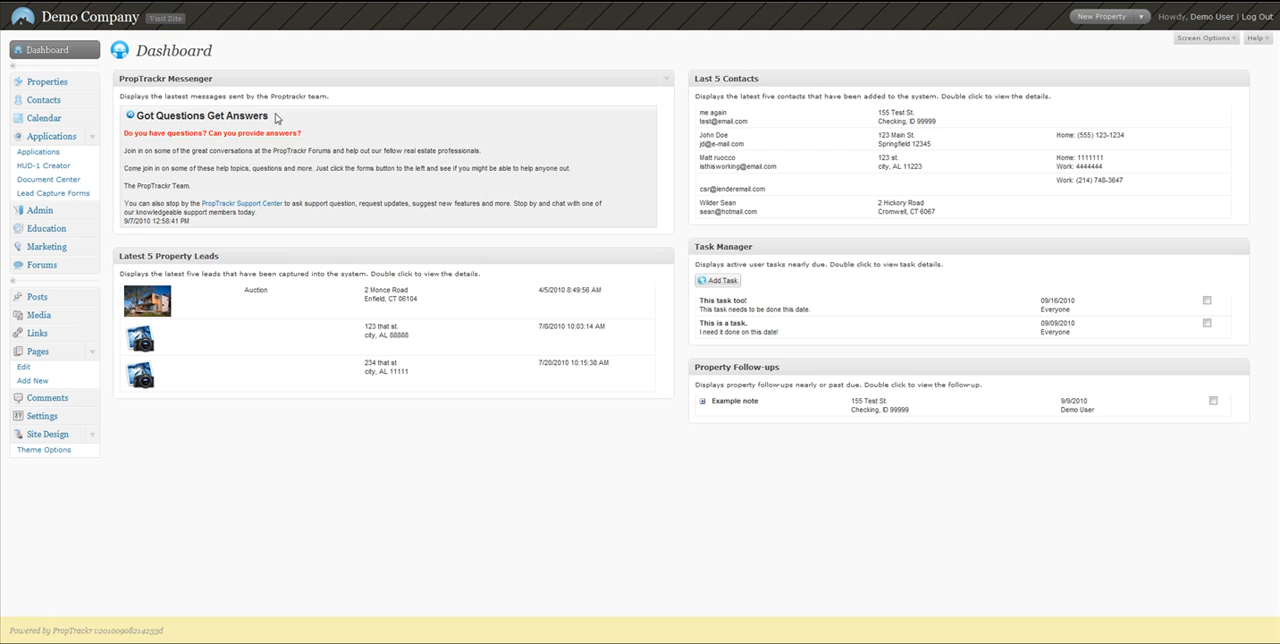 Demo Company Visit Site
New Property Howdy, Demo User | Log Out
Screen Options Help
Dashboard
Properties
Contacts
Calendar
Applications
Applications
HUD-1 Creator
Document Center
Lead Capture Forms
Admin
Education
Marketing
Forums
Posts
Media
Links
Pages
Edit
Add New
Comments
Settings
Site Design
Theme Options
Dashboard
PropTrackr Messenger
Displays the lastest messages sent by the Proptrackr team.
Got Questions Get Answers
Do you have questions? Can you provide answers?
Join in on some of the great conversations at the PropTrackr Forums and help out our fellow real estate professionals.
Come join in on some of these help topics, questions and more. Just click the forms button to the left and see if you might be able to help anyone out.
The PropTrackr Team.
You can also stop by the PropTrackr Support Center to ask support question, request updates, suggest new features and more. Stop by and chat with one of
our knowledgeable support members today.
9/7/2010 12:58:41 PM
Latest 5 Property Leads
Displays the latest five leads that have been captured into the system. Double click to view the details.
Auction 2 Monce Road 4/5/2010 8:49:56 AM
Enfield, CT 06104
123 that st. 7/8/2010 10:03:14 AM
city, AL 88888
234 that st 7/20/2010 10:15:38 AM
city, AL 11111
Last 5 Contacts
Displays the latest five contacts that have been added to the system. Double click to view the details.
me again 155 Test St.
test@email.com Checking, ID 99999
John Doe 123 Main St. Home: (555) 123-1234
jd@e-mail.com Springfield 12345
Matt ruocco 123 st. Home: 1111111
isthisworking@email.com city, AL 11223 Work: 4444444
Work: (214) 748-3647
csr@lenderemail.com
Wilder Sean 2 Hickory Road
sean@hotmail.com Cromwell, CT 6067
Task Manager
Displays active user tasks nearly due. Double click to view task details.
Add Task
This task too! 09/16/2010
This task needs to be done this date. Everyone
This is a task. 09/09/2010
I need it done on this date! Everyone
Property Follow-ups
Displays property follow-ups nearly or past due. Double click to view the follow-up.
Example note 155 Test St. 9/9/2010
Checking, ID 99999 Demo User
Powered by PropTrackr v20100908214233d